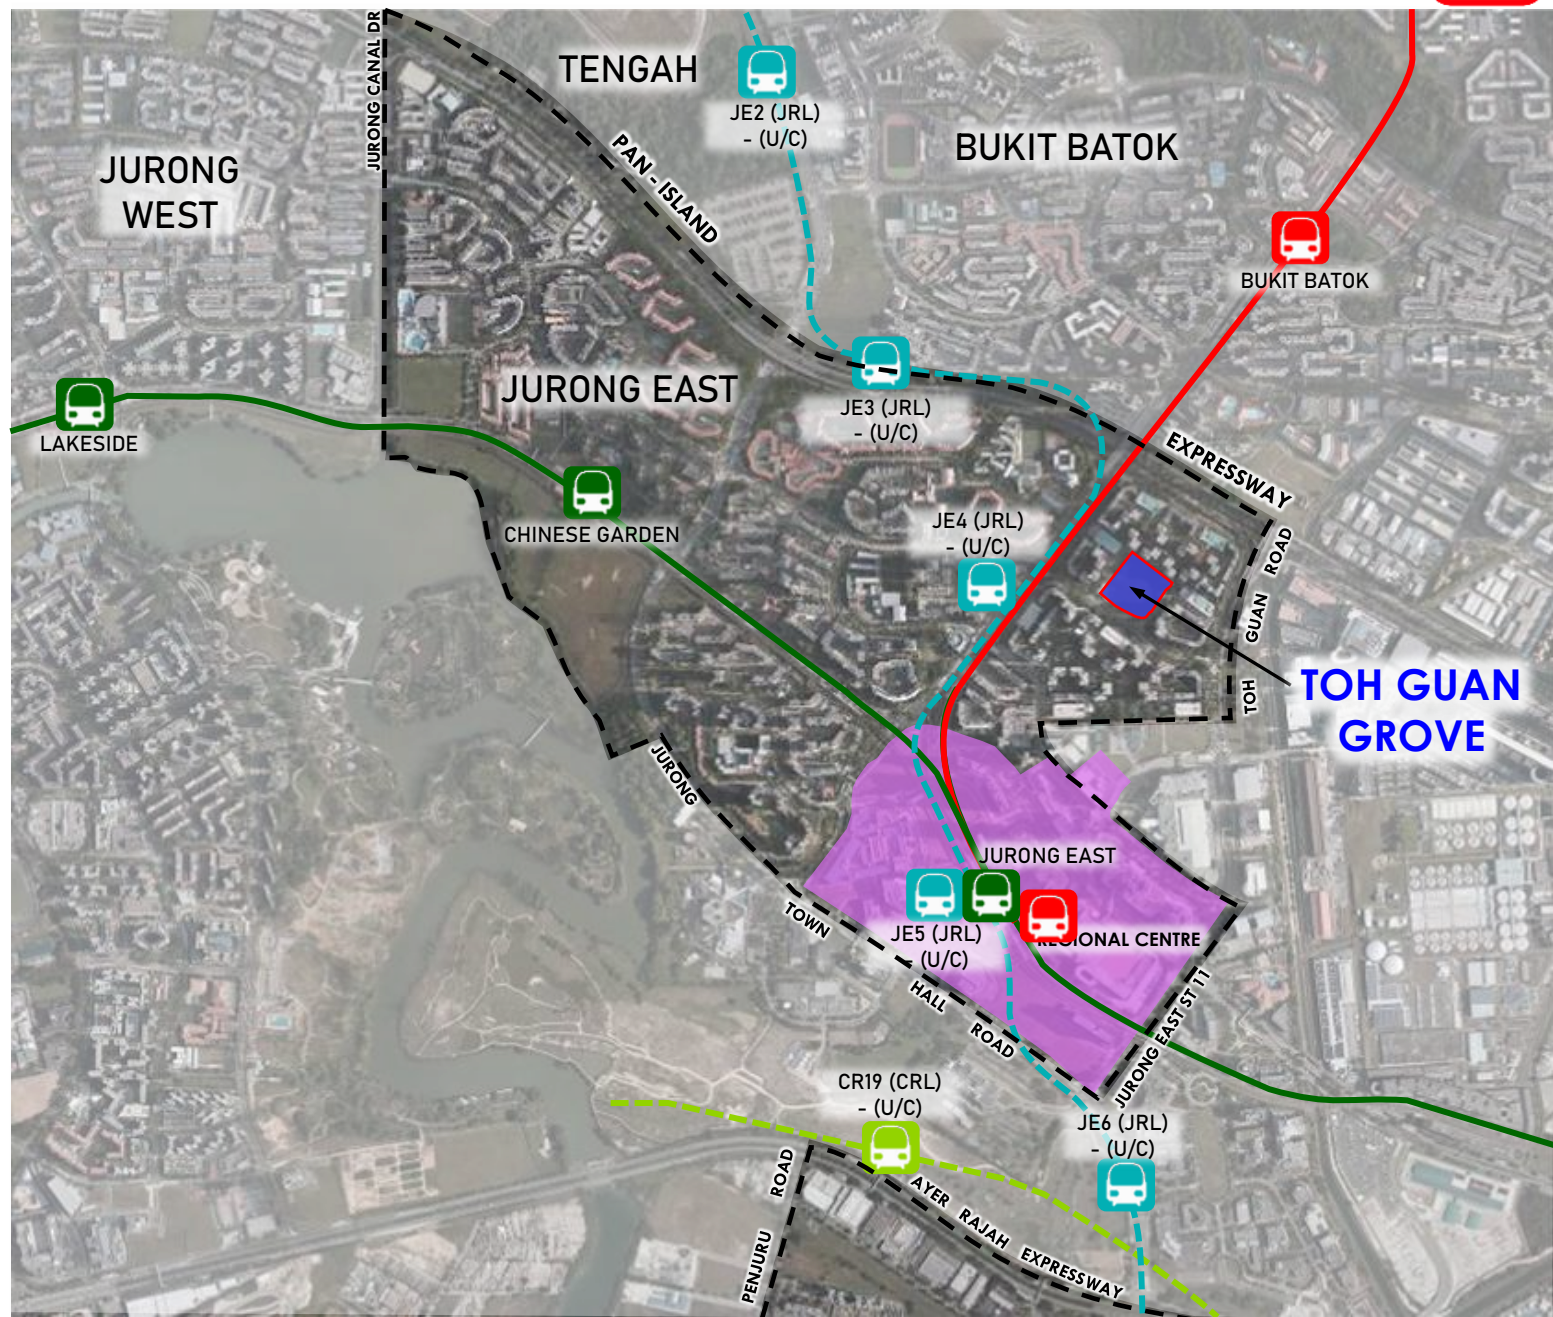 TENGAH
JURONG CANAL DR
JE2 (JRL)
- (U/C)
BUKIT BATOK
JURONG
WEST
PAN - ISLAND
BUKIT BATOK
JURONG EAST
JE3 (JRL)
- (U/C)
LAKESIDE
EXPRESSWAY
CHINESE GARDEN
JE4 (JRL)
- (U/C)
TOH GUAN ROAD
TOH GUAN
GROVE
JURONG TOWN HALL ROAD
JURONG EAST
JE5 (JRL)
- (U/C)
REGIONAL CENTRE
JURONG EAST ST 11
CR19 (CRL)
- (U/C)
JE6 (JRL)
- (U/C)
PENJURU ROAD
AYER RAJAH EXPRESSWAY